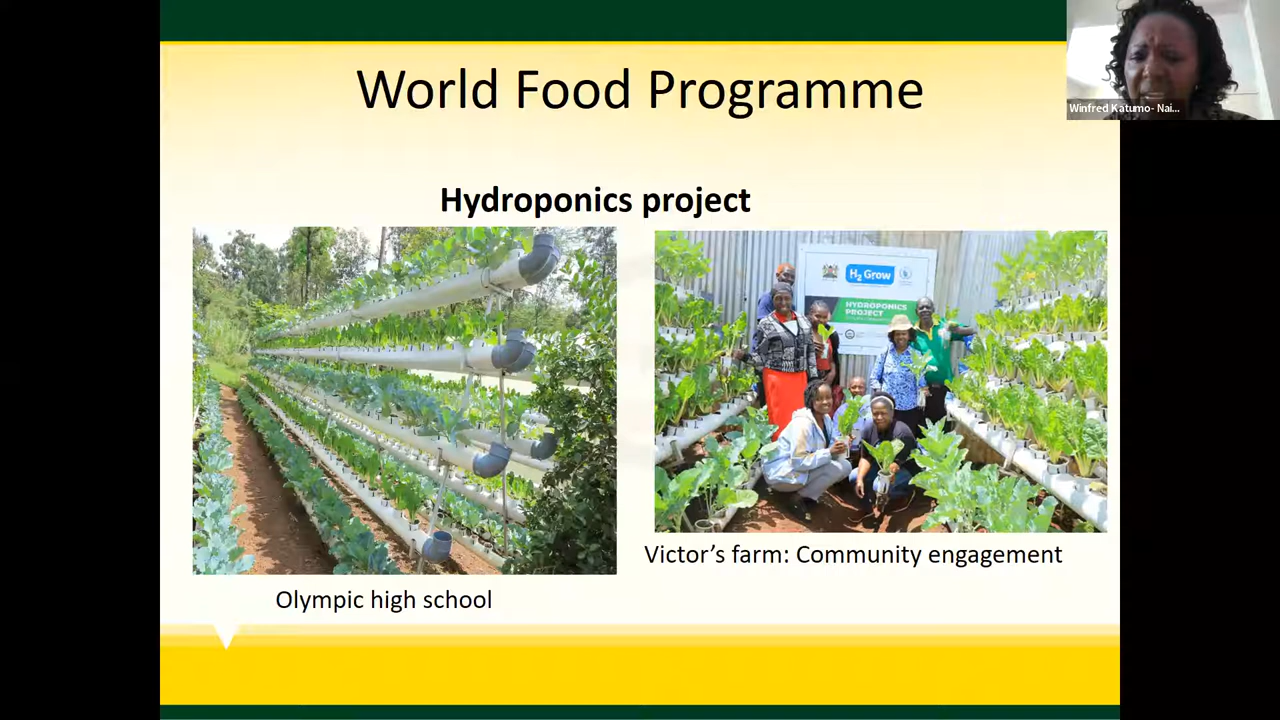 World Food Programme
Winfred Katumo- Nai...
Hydroponics project
H2 Grow
HYDROPONICS
PROJECT
Victor's farm: Community engagement
Olympic high school